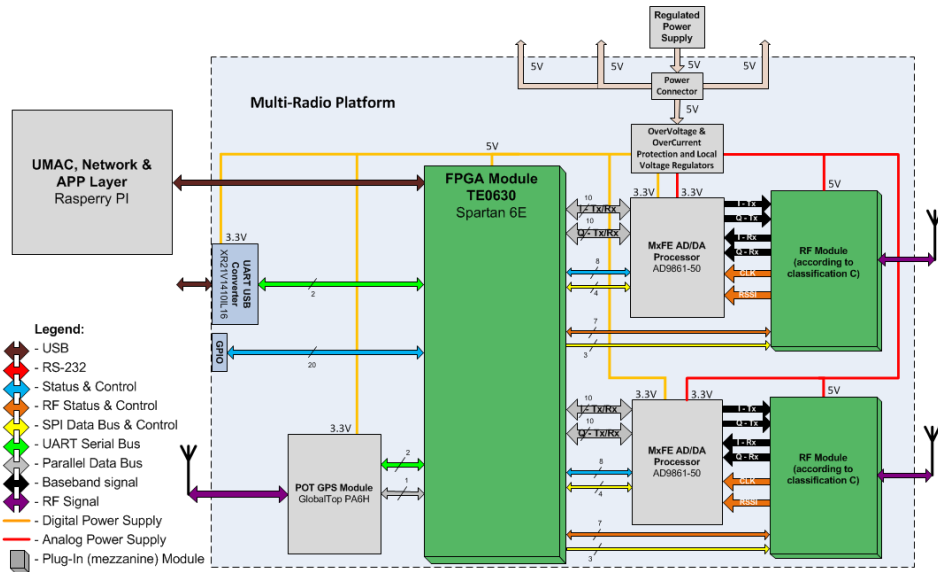 Regulated
Power
Supply
5V
5V
5V
5V
Power
Connector
5V
Multi-Radio Platform
OverVoltage &
OverCurrent
Protection and Local
Voltage Regulators
5V
UMAC, Network &
APP Layer
Rasperry PI
FPGA Module
TE0630
Spartan 6E
3.3V
3.3V
5V
10
I - Tx/Rx
10
Q - Tx/Rx
8
4
7
3
MxFE AD/DA
Processor
AD9861-50
I - Tx
Q - Tx
I - Rx
Q - Rx
CLK
RSSI
RF Module
(according to
classification C)
3.3V
UART USB
Converter
XR21V1410IL16
2
GPIO
20
3.3V
3.3V
5V
10
I - Tx/Rx
10
Q - Tx/Rx
8
4
7
3
MxFE AD/DA
Processor
AD9861-50
I - Tx
Q - Tx
I - Rx
Q - Rx
CLK
RSSI
RF Module
(according to
classification C)
3.3V
POT GPS Module
GlobalTop PA6H
2
1
Legend:
- USB
- RS-232
- Status & Control
- RF Status & Control
- SPI Data Bus & Control
- UART Serial Bus
- Parallel Data Bus
- Baseband signal
- RF Signal
- Digital Power Supply
- Analog Power Supply
- Plug-In (mezzanine) Module